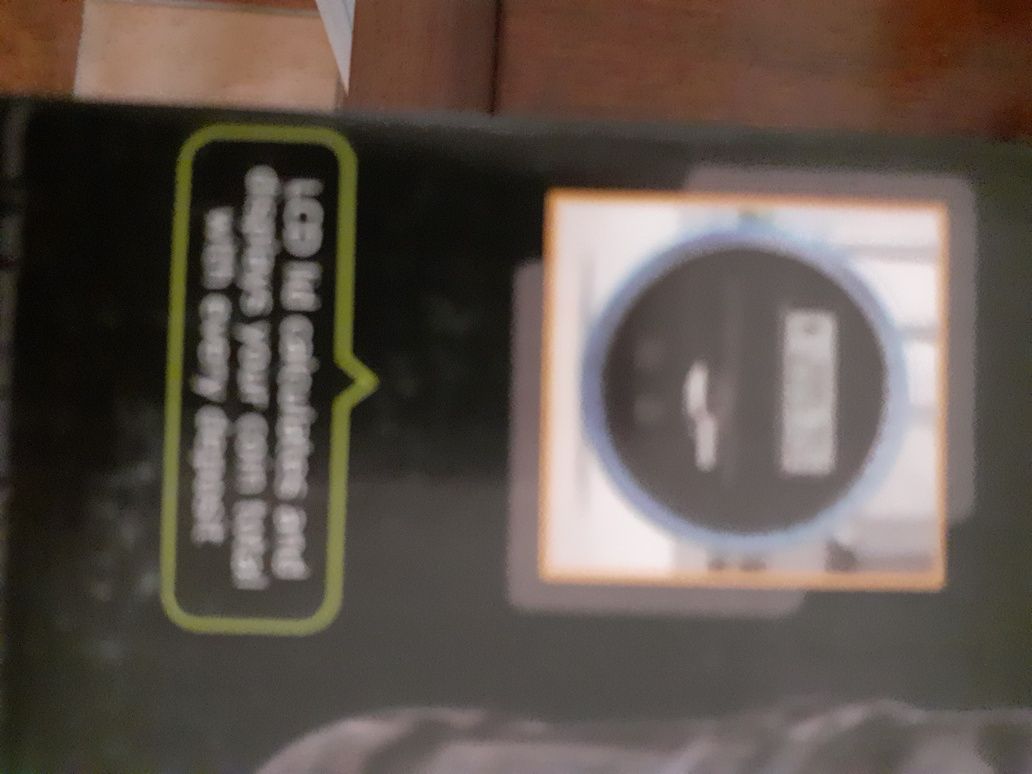 LCD lid calculates and
displays your coin total
with every deposit